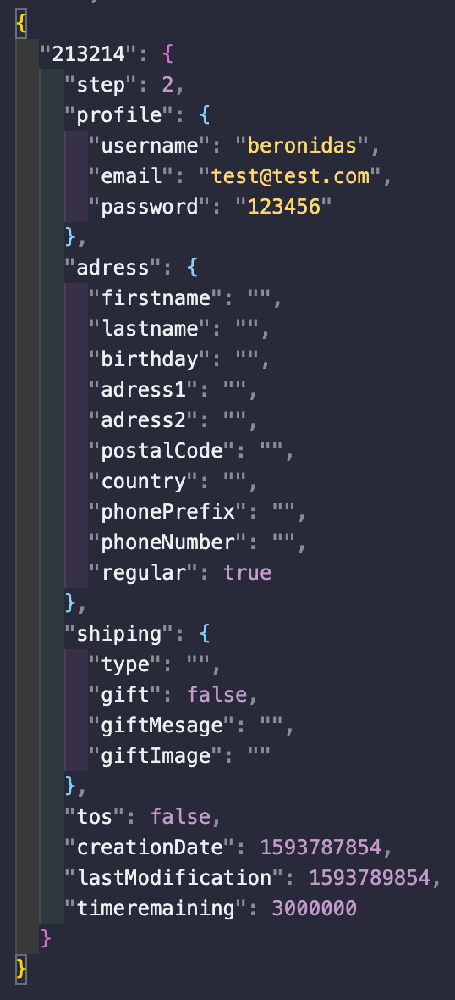 {
"213214": {
"step": 2,
"profile": {
"username": "beronidas",
"email": "test@test.com",
"password": "123456"
},
"adress": {
"firstname": "",
"lastname": "",
"birthday": "",
"adress1": "",
"adress2": "",
"postalCode": "",
"country": "",
"phonePrefix": "",
"phoneNumber": "",
"regular": true
},
"shiping": {
"type": "",
"gift": false,
"giftMesage": "",
"giftImage": ""
},
"tos": false,
"creationDate": 1593787854,
"lastModification": 1593789854,
"timeremaining": 3000000
}
}